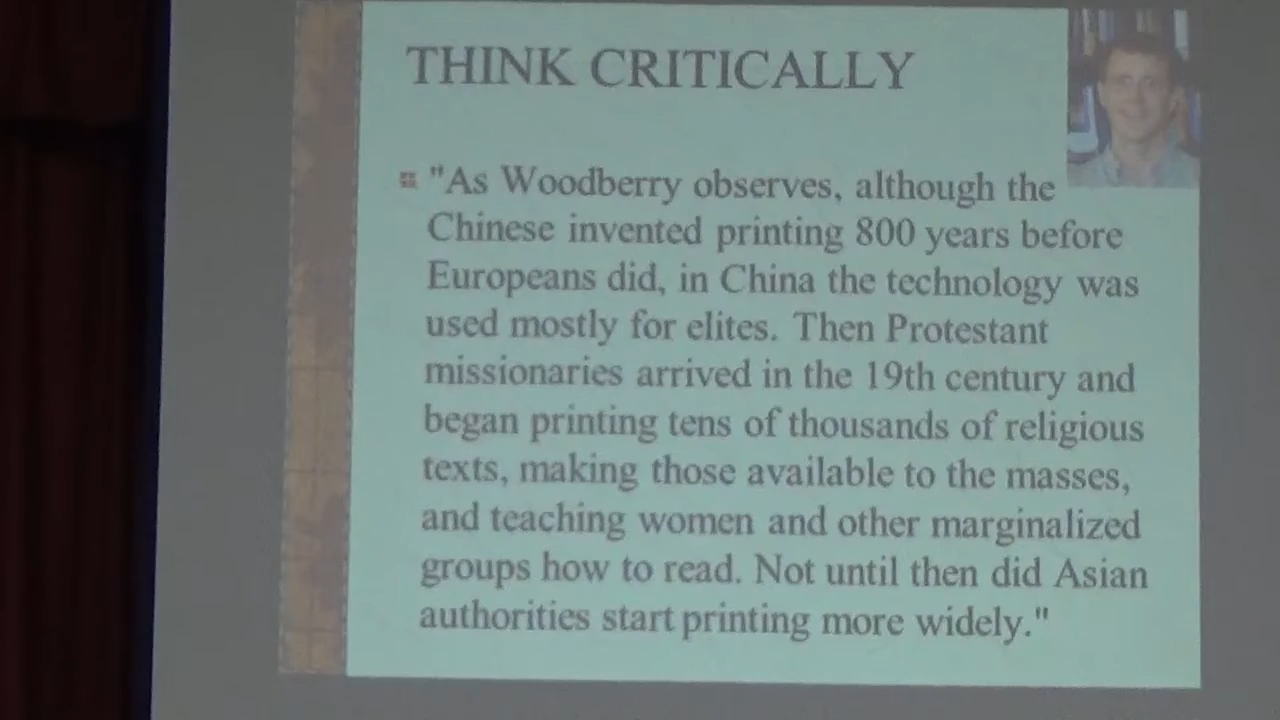 THINK CRITICALLY
"As Woodberry observes, although the
Chinese invented printing 800 years before
Europeans did, in China the technology was
used mostly for elites. Then Protestant
missionaries arrived in the 19th century and
began printing tens of thousands of religious
texts, making those available to the masses,
and teaching women and other marginalized
groups how to read. Not until then did Asian
authorities start printing more widely."